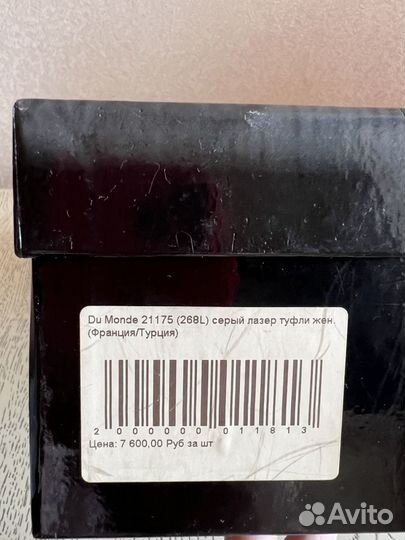 Du Monde 21175 (268L) серый лазер туфли жен.
(Франция/Турция)
2 000000 011813
Цена: 7 600,00 Руб за шт
Avito